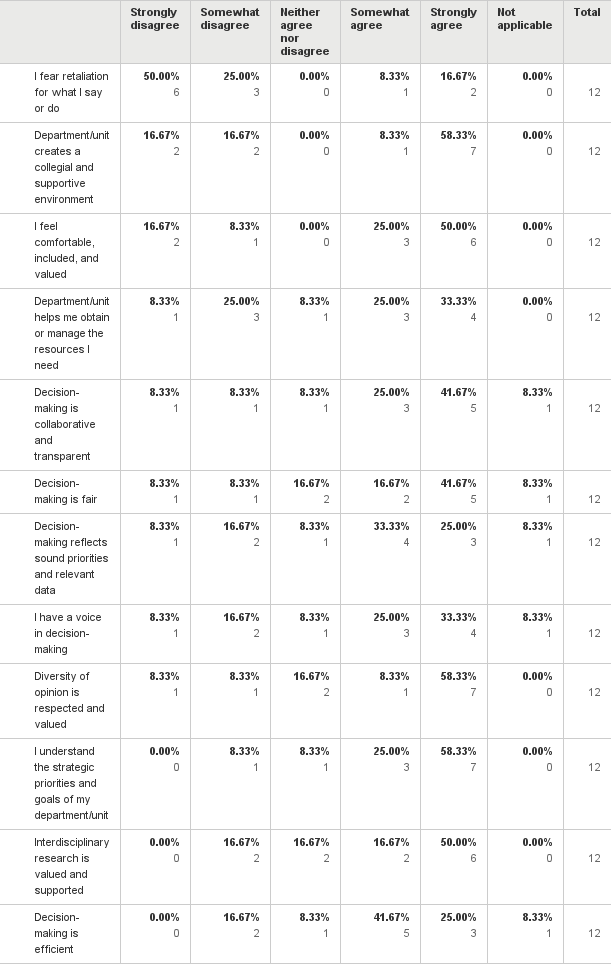 Strongly disagree Somewhat disagree Neither agree nor disagree Somewhat agree Strongly agree Not applicable Total
I fear retaliation 50.00% 25.00% 0.00% 8.33% 16.67% 0.00%
for what I say 6 3 0 1 2 0 12
or do
Department/unit 16.67% 16.67% 0.00% 8.33% 58.33% 0.00%
creates a 2 2 0 1 7 0 12
collegial and
supportive
environment
I feel 16.67% 8.33% 0.00% 25.00% 50.00% 0.00%
comfortable, 2 1 0 3 6 0 12
included, and
valued
Department/unit 8.33% 25.00% 8.33% 25.00% 33.33% 0.00%
helps me obtain 1 3 1 3 4 0 12
or manage the
resources I
need
Decision- 8.33% 8.33% 8.33% 25.00% 41.67% 8.33%
making is 1 1 1 3 5 1 12
collaborative
and
transparent
Decision- 8.33% 8.33% 16.67% 16.67% 41.67% 8.33%
making is fair 1 1 2 2 5 1 12
Decision- 8.33% 16.67% 8.33% 33.33% 25.00% 8.33%
making reflects 1 2 1 4 3 1 12
sound priorities
and relevant
data
I have a voice 8.33% 16.67% 8.33% 25.00% 33.33% 8.33%
in decision- 1 2 1 3 4 1 12
making
Diversity of 8.33% 8.33% 16.67% 8.33% 58.33% 0.00%
opinion is 1 1 2 1 7 0 12
respected and
valued
I understand 0.00% 8.33% 8.33% 25.00% 58.33% 0.00%
the strategic 0 1 1 3 7 0 12
priorities and
goals of my
department/unit
Interdisciplinary 0.00% 16.67% 16.67% 16.67% 50.00% 0.00%
research is 0 2 2 2 6 0 12
valued and
supported
Decision- 0.00% 16.67% 8.33% 41.67% 25.00% 8.33%
making is 0 2 1 5 3 1 12
efficient